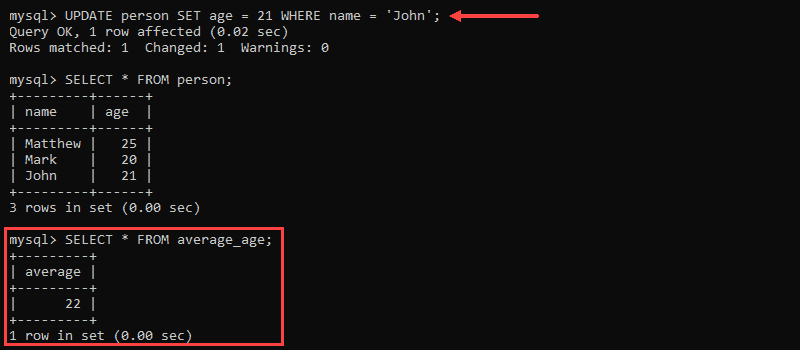 mysql> UPDATE person SET age = 21 WHERE name = 'John';
Query OK, 1 row affected (0.02 sec)
Rows matched: 1  Changed: 1  Warnings: 0
mysql> SELECT * FROM person;
+---------+------+
| name    | age  |
+---------+------+
| Matthew |   25 |
| Mark    |   20 |
| John    |   21 |
+---------+------+
3 rows in set (0.00 sec)
mysql> SELECT * FROM average_age;
+---------+
| average |
+---------+
|      22 |
+---------+
1 row in set (0.00 sec)